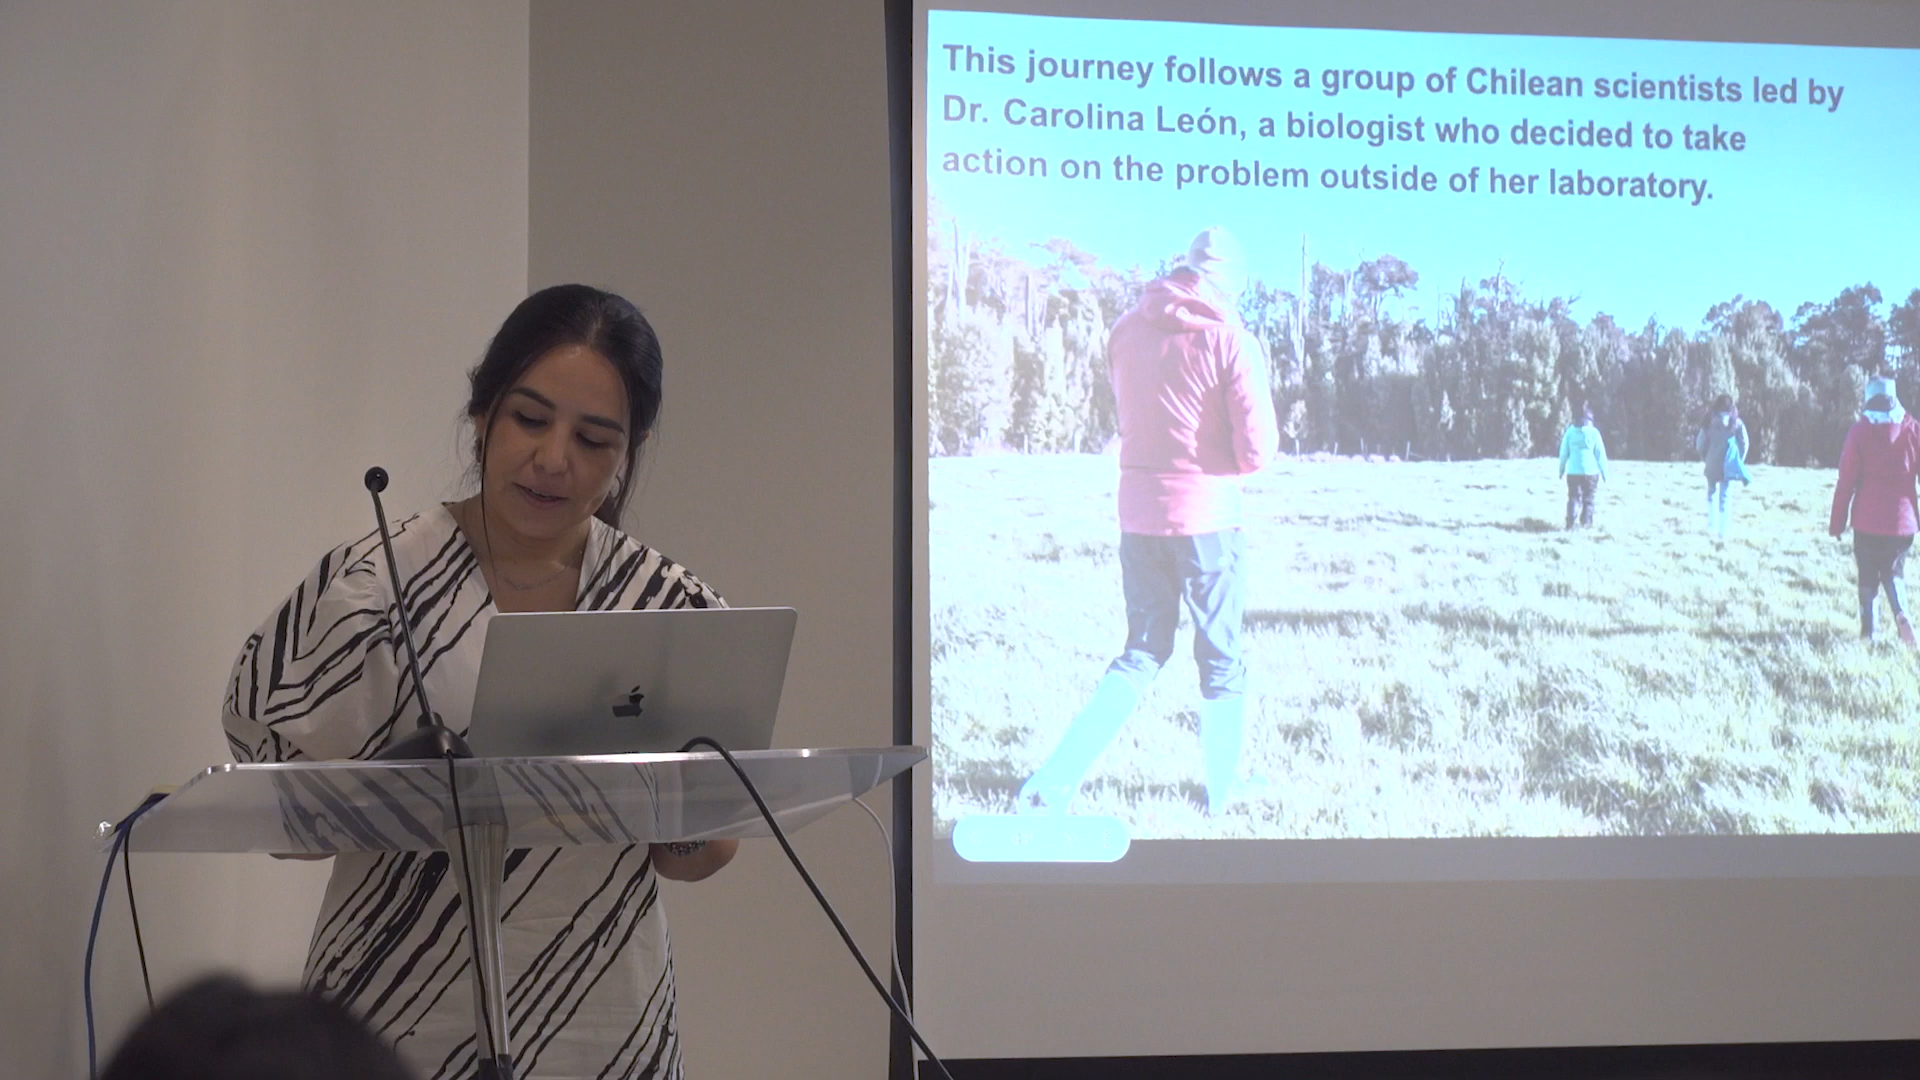 This journey follows a group of Chilean scientists led by
Dr. Carolina León, a biologist who decided to take
action on the problem outside of her laboratory.